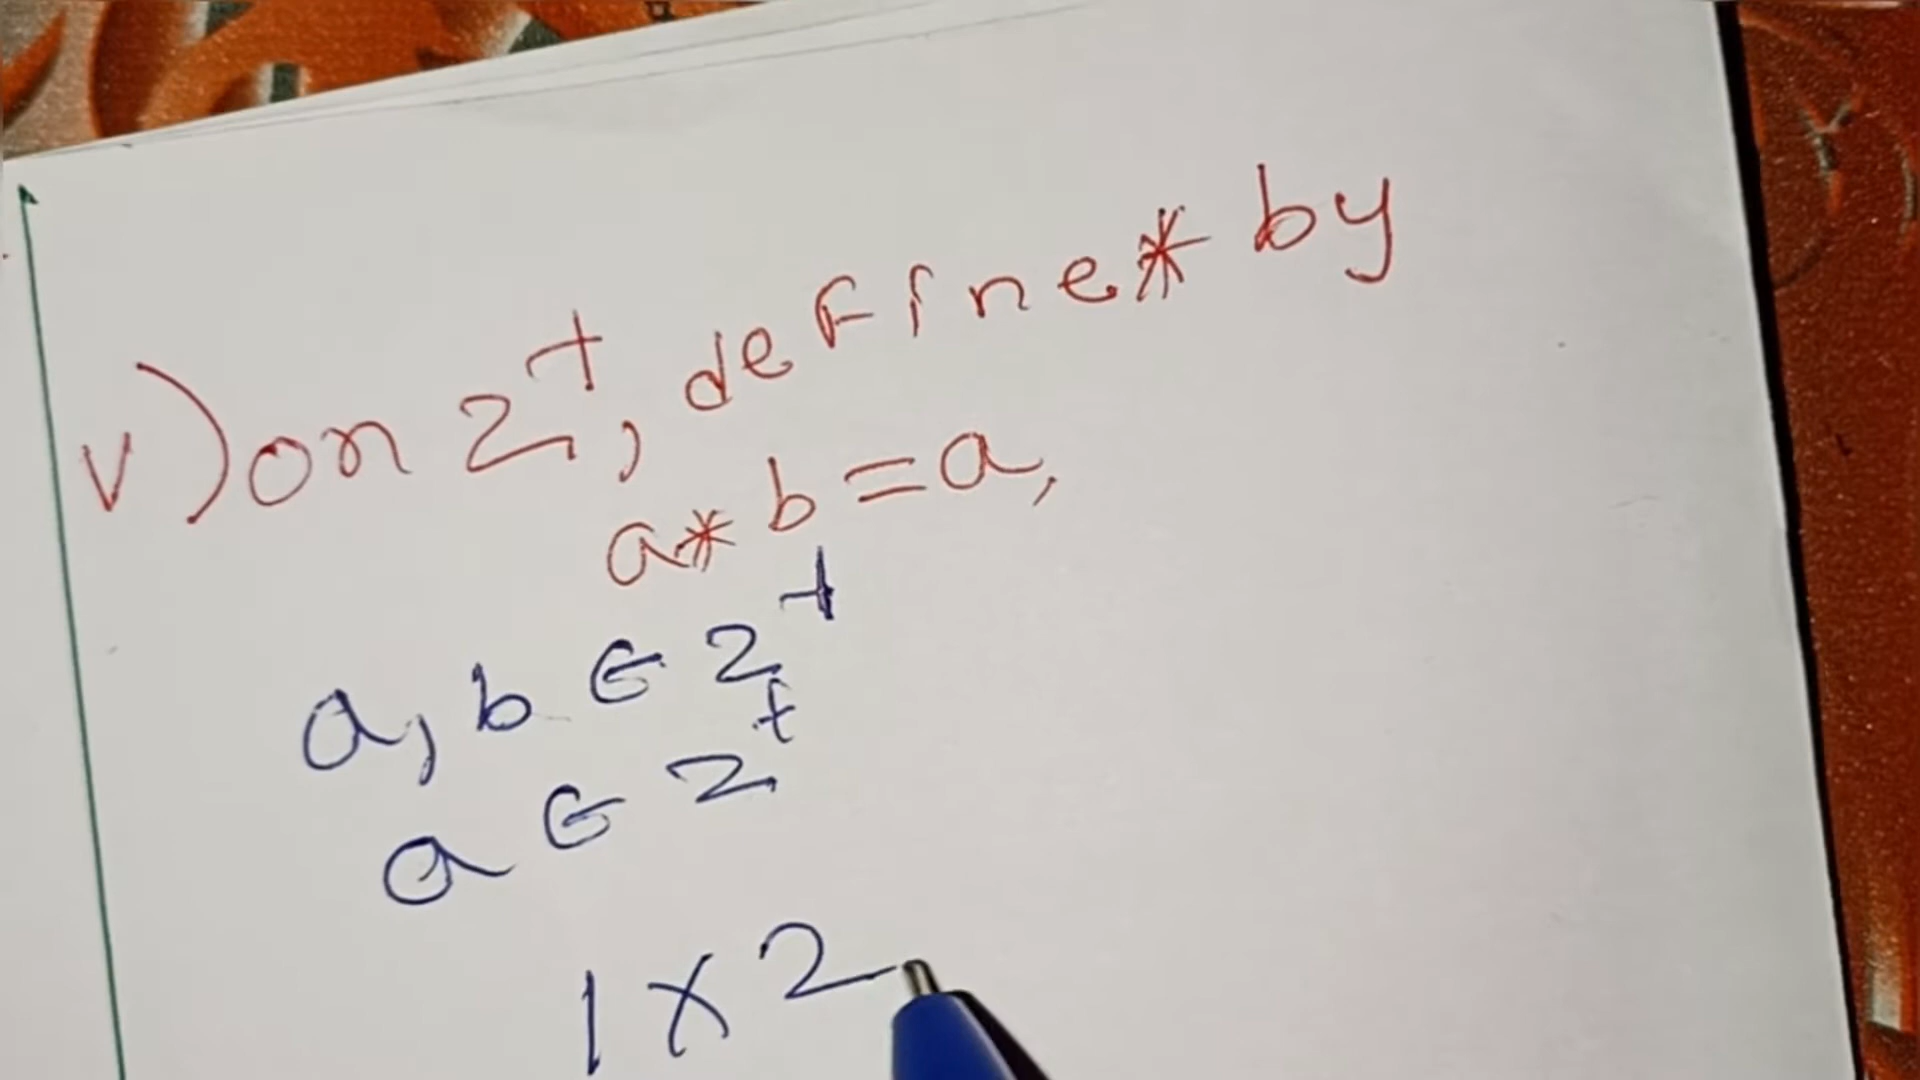 v) on Z⁺, define * by
a * b = a,
a, b ∈ Z⁺
a ∈ Z⁺
1 × 2